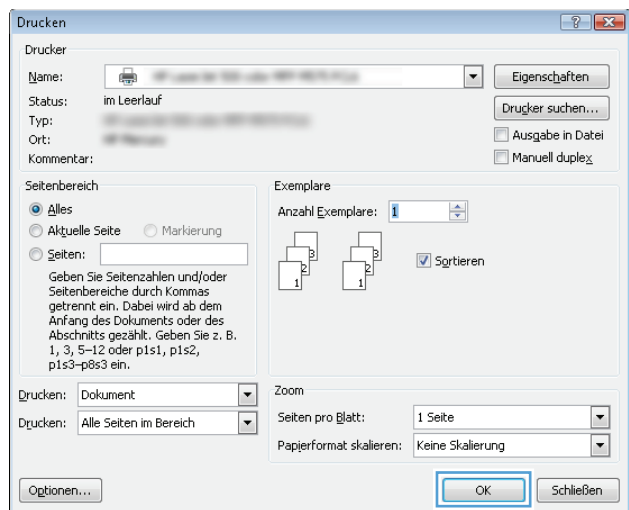 Drucken
Drucker
Name:
Eigenschaften
Status: im Leerlauf
Drucker suchen...
Typ:
Ort:
Ausgabe in Datei
Kommentar:
Manuell duplex
Seitenbereich
Alles
Aktuelle Seite Markierung
Seiten:
Geben Sie Seitenzahlen und/oder
Seitenbereiche durch Kommas
getrennt ein. Dabei wird ab dem
Anfang des Dokuments oder des
Abschnitts gezählt. Geben Sie z. B.
1, 3, 5–12 oder p1s1, p1s2,
p1s3–p8s3 ein.
Exemplare
Anzahl Exemplare: 1
3 3
2 2
1 1
Sortieren
Drucken: Dokument
Drucken: Alle Seiten im Bereich
Zoom
Seiten pro Blatt: 1 Seite
Papierformat skalieren: Keine Skalierung
Optionen...
OK
Schließen